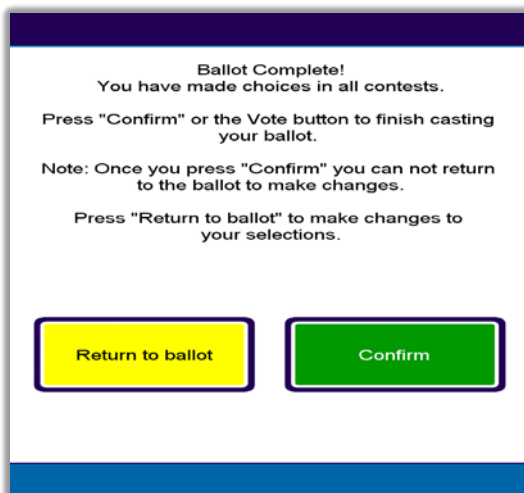 Ballot Complete!
You have made choices in all contests.
Press "Confirm" or the Vote button to finish casting
your ballot.
Note: Once you press "Confirm" you can not return
to the ballot to make changes.
Press "Return to ballot" to make changes to
your selections.
Return to ballot
Confirm